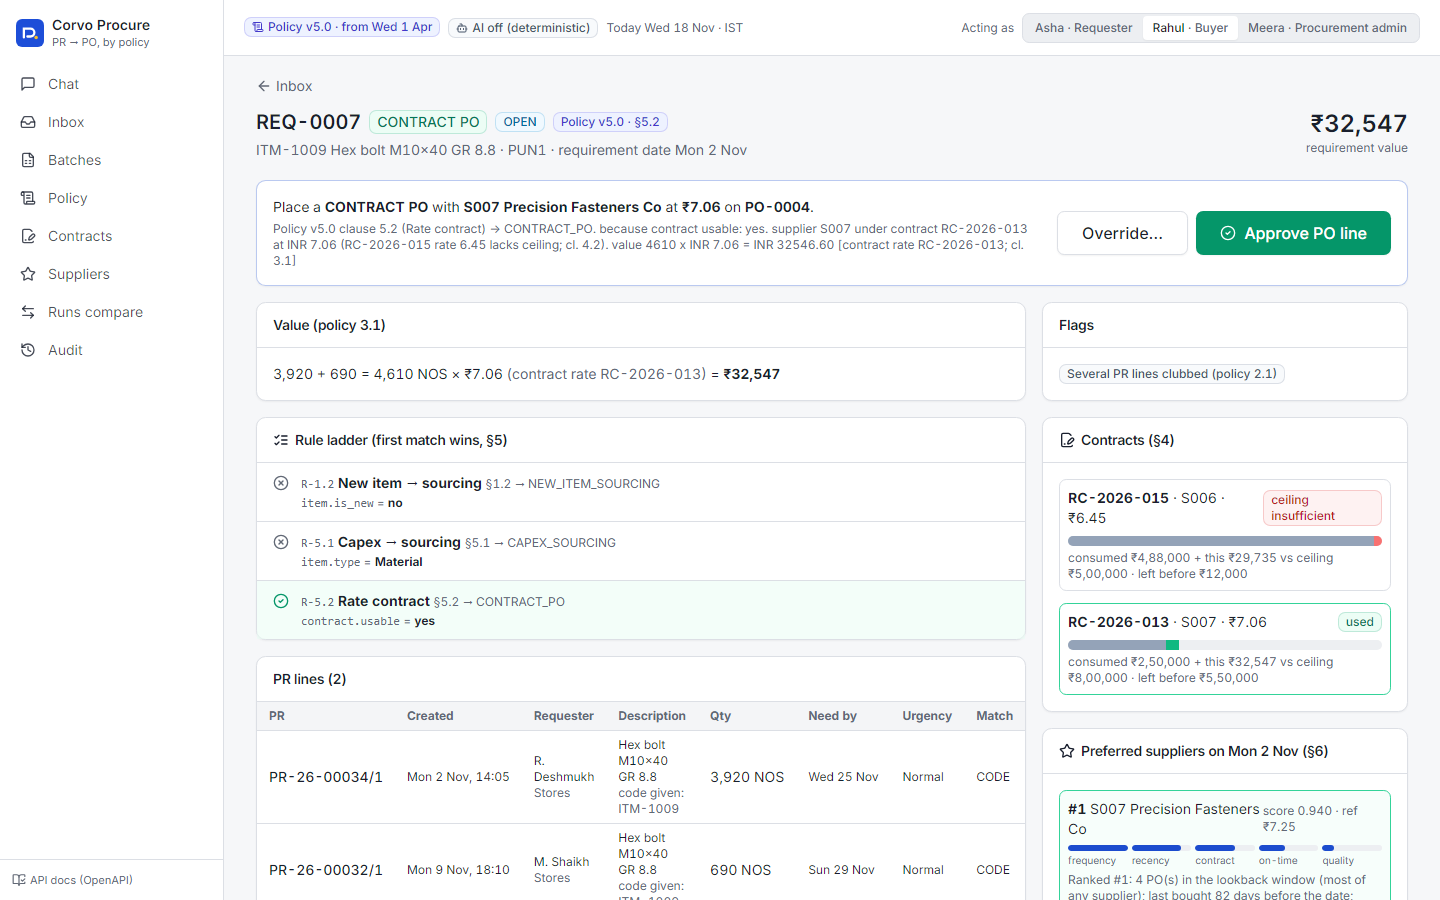 Corvo Procure
PR → PO, by policy
Chat
Inbox
Batches
Policy
Contracts
Suppliers
Runs compare
Audit
API docs (OpenAPI)
Policy v5.0 · from Wed 1 Apr
AI off (deterministic)
Today Wed 18 Nov · IST
Acting as
Asha · Requester
Rahul · Buyer
Meera · Procurement admin
← Inbox
REQ-0007
CONTRACT PO
OPEN
Policy v5.0 · §5.2
ITM-1009 Hex bolt M10×40 GR 8.8 · PUN1 · requirement date Mon 2 Nov
₹32,547
requirement value
Place a CONTRACT PO with S007 Precision Fasteners Co at ₹7.06 on PO-0004.
Policy v5.0 clause 5.2 (Rate contract) → CONTRACT_PO. because contract usable: yes. supplier S007 under contract RC-2026-013
at INR 7.06 (RC-2026-015 rate 6.45 lacks ceiling; cl. 4.2). value 4610 x INR 7.06 = INR 32546.60 [contract rate RC-2026-013; cl.
3.1]
Override...
Approve PO line
Value (policy 3.1)
3,920 + 690 = 4,610 NOS × ₹7.06 (contract rate RC-2026-013) = ₹32,547
Flags
Several PR lines clubbed (policy 2.1)
Rule ladder (first match wins, §5)
R-1.2 New item → sourcing §1.2 → NEW_ITEM_SOURCING
item.is_new = no
R-5.1 Capex → sourcing §5.1 → CAPEX_SOURCING
item.type = Material
R-5.2 Rate contract §5.2 → CONTRACT_PO
contract.usable = yes
Contracts (§4)
RC-2026-015 · S006 ·
₹6.45
ceiling
insufficient
consumed ₹4,88,000 + this ₹29,735 vs ceiling
₹5,00,000 · left before ₹12,000
RC-2026-013 · S007 · ₹7.06
used
consumed ₹2,50,000 + this ₹32,547 vs ceiling
₹8,00,000 · left before ₹5,50,000
PR lines (2)
PR Created Requester Description Qty Need by Urgency Match
PR-26-00034/1
Mon 2 Nov, 14:05
R.
Deshmukh
Stores
Hex bolt
M10×40
GR 8.8
code given:
ITM-1009
3,920 NOS
Wed 25 Nov
Normal
CODE
PR-26-00032/1
Mon 9 Nov, 18:10
M. Shaikh
Stores
Hex bolt
M10×40
GR 8.8
code given:
ITM-1009
690 NOS
Sun 29 Nov
Normal
CODE
Preferred suppliers on Mon 2 Nov (§6)
#1 S007 Precision Fasteners
Co
score 0.940 · ref
₹7.25
frequency
recency
contract
on-time
quality
Ranked #1: 4 PO(s) in the lookback window (most of
any supplier); last bought 82 days before the date;